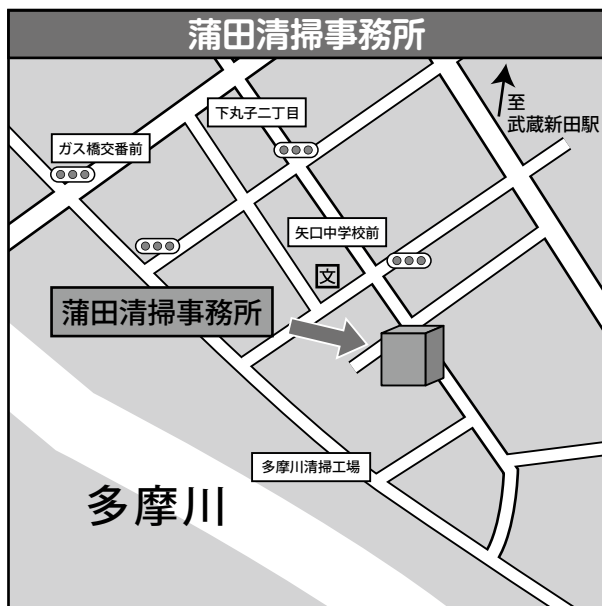 蒲田清掃事務所
下丸子二丁目
至
武蔵新田駅
ガス橋交番前
矢口中学校前
文
蒲田清掃事務所
多摩川清掃工場
多摩川